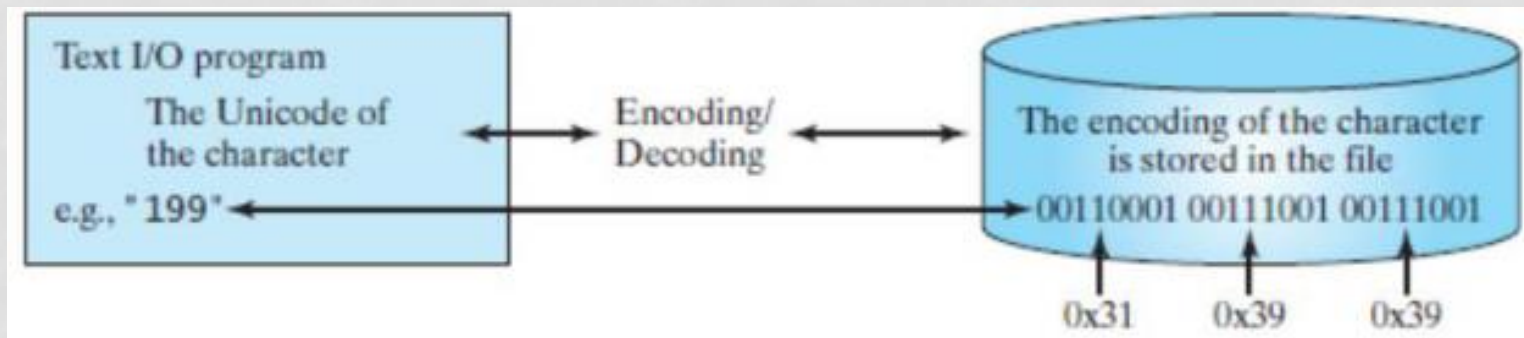 Text I/O program
The Unicode of
the character
e.g., "199"
Encoding/
Decoding
The encoding of the character
is stored in the file
00110001 00111001 00111001
0x31 0x39 0x39